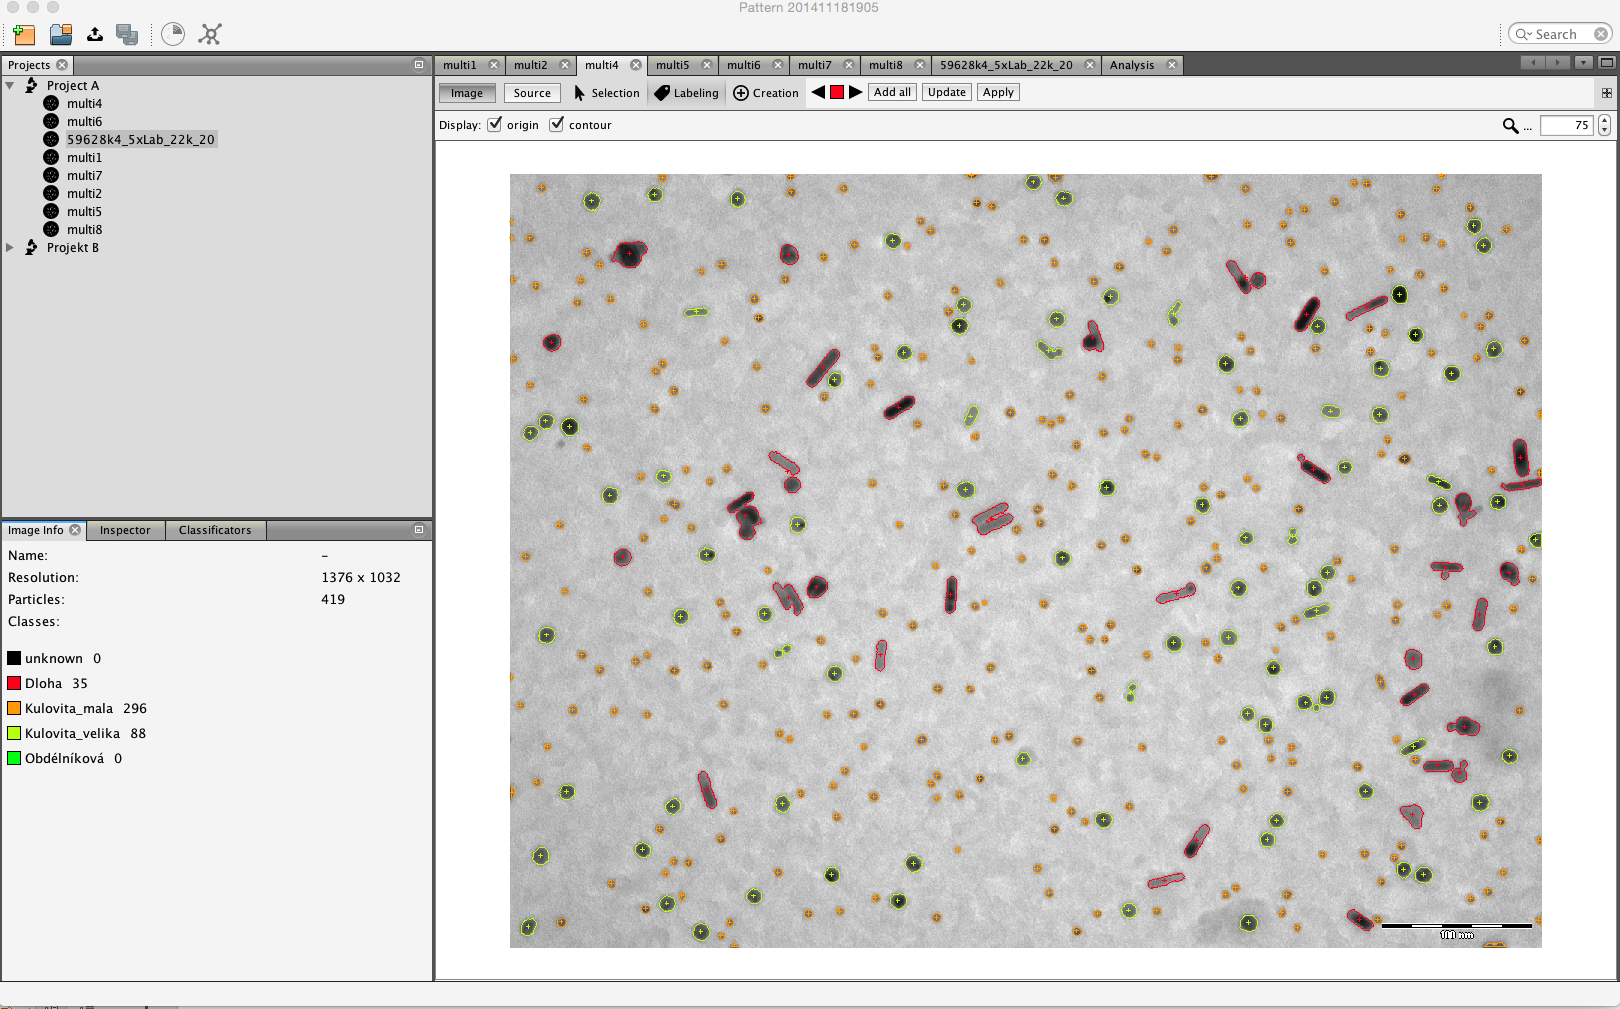 Pattern 201411181905
Search
Projects
Project A
multi4
multi6
59628k4_5xLab_22k_20
multi1
multi7
multi2
multi5
multi8
Projekt B
Image Info Inspector Classificators
Name: –
Resolution: 1376 x 1032
Particles: 419
Classes:
unknown 0
Dloha 35
Kulovita_mala 296
Kulovita_velika 88
Obdélníková 0
multi1 multi2 multi4 multi5 multi6 multi7 multi8 59628k4_5xLab_22k_20 Analysis
Image Source Selection Labeling Creation Add all Update Apply
Display: origin contour ... 75
100 nm